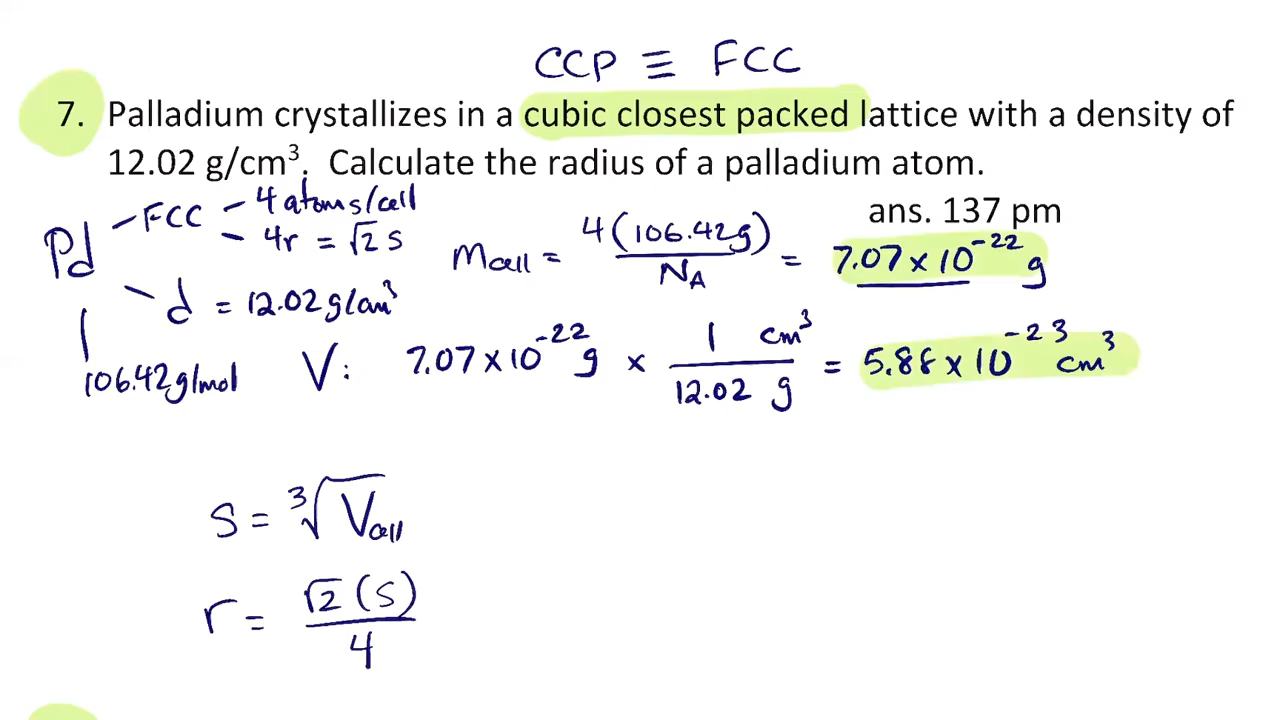 CCP ≡ FCC
7. Palladium crystallizes in a cubic closest packed lattice with a density of
12.02 g/cm³. Calculate the radius of a palladium atom.
ans. 137 pm
Pd – FCC – 4 atoms/cell
– 4r = √2 s
– d = 12.02 g/cm³
106.42 g/mol
Mcell = 4(106.42g)/NA = 7.07 x 10⁻²² g
V: 7.07 x 10⁻²² g x 1 cm³/12.02 g = 5.88 x 10⁻²³ cm³
s = ³√Vcell
r = √2 (s)/4